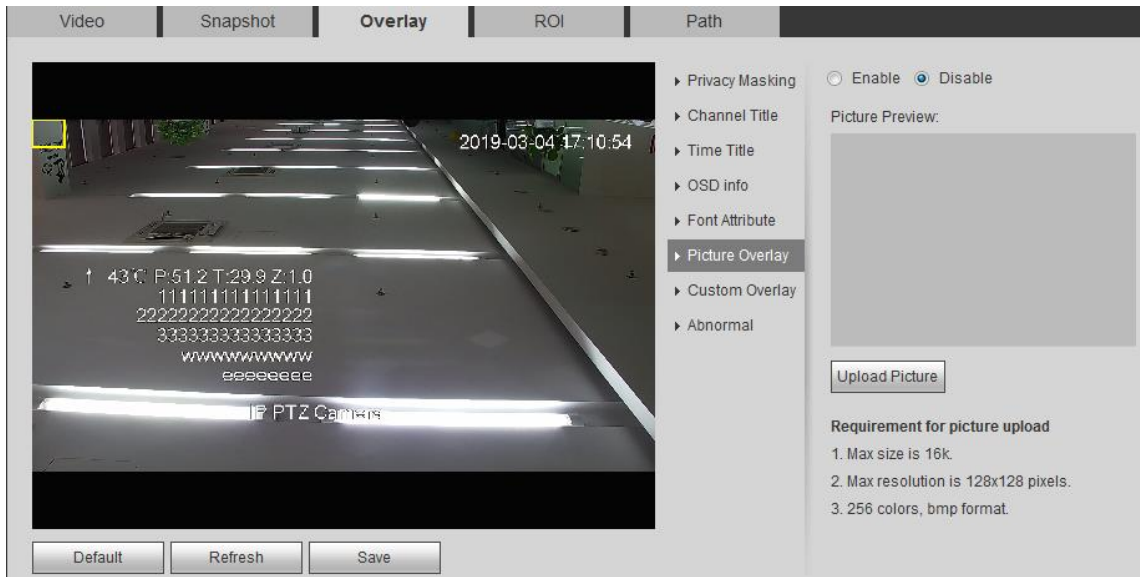 Video Snapshot Overlay ROI Path
2019-03-04 17:10:54
↑ 43℃ P:51.2 T:29.9 Z:1.0
111111111111111
22222222222222222
333333333333333
wwwwwwwwww
eeeeeeee
IP PTZ Camera
Privacy Masking
Channel Title
Time Title
OSD info
Font Attribute
Picture Overlay
Custom Overlay
Abnormal
Enable Disable
Picture Preview:
Upload Picture
Requirement for picture upload
1. Max size is 16k.
2. Max resolution is 128x128 pixels.
3. 256 colors, bmp format.
Default Refresh Save